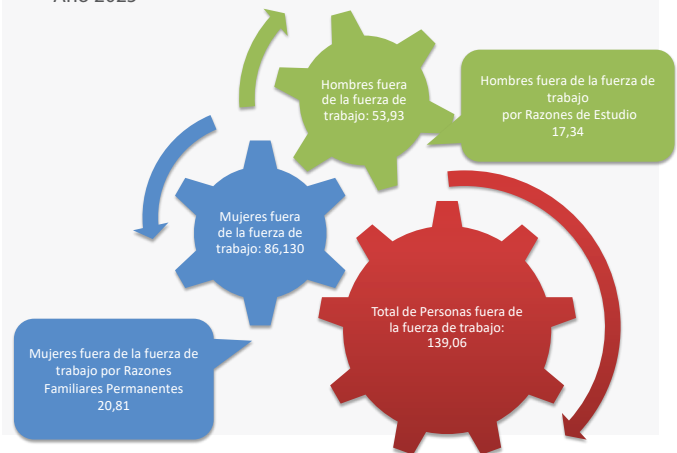 Hombres fuera
de la fuerza de
trabajo: 53,93
Hombres fuera de la fuerza de
trabajo
por Razones de Estudio
17,34
Mujeres fuera
de la fuerza de
trabajo: 86,130
Total de Personas fuera de
la fuerza de trabajo:
139,06
Mujeres fuera de la fuerza de
trabajo por Razones
Familiares Permanentes
20,81